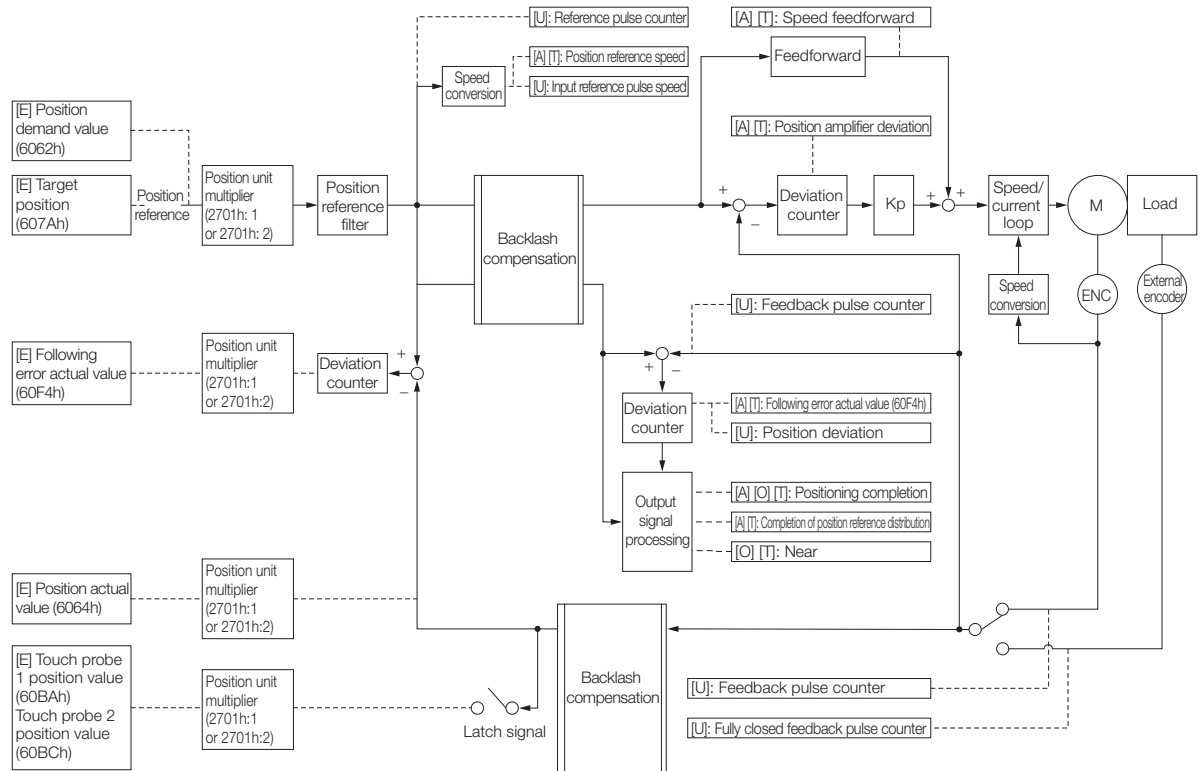 [U]: Reference pulse counter
[A] [T]: Speed feedforward
[A] [T]: Position reference speed
Feedforward
Speed
conversion
[U]: Input reference pulse speed
[E] Position
demand value
(6062h)
[A] [T]: Position amplifier deviation
[E] Target
position
(607Ah)
Position
reference
Position unit
multiplier
(2701h: 1
or 2701h: 2)
Position
reference
filter
Backlash
compensation
+
−
Deviation
counter
Kp
+
+
Speed/
current
loop
M
Load
Speed
conversion
ENC
External
encoder
[U]: Feedback pulse counter
[E] Following
error actual value
(60F4h)
Position unit
multiplier
(2701h:1
or 2701h:2)
Deviation
counter
+
−
+
−
Deviation
counter
[A] [T]: Following error actual value (60F4h)
[U]: Position deviation
Output
signal
processing
[A] [O] [T]: Positioning completion
[A] [T]: Completion of position reference distribution
[O] [T]: Near
[E] Position actual
value (6064h)
Position unit
multiplier
(2701h:1
or 2701h:2)
[E] Touch probe
1 position value
(60BAh)
Touch probe 2
position value
(60BCh)
Position unit
multiplier
(2701h:1
or 2701h:2)
Latch signal
Backlash
compensation
[U]: Feedback pulse counter
[U]: Fully closed feedback pulse counter